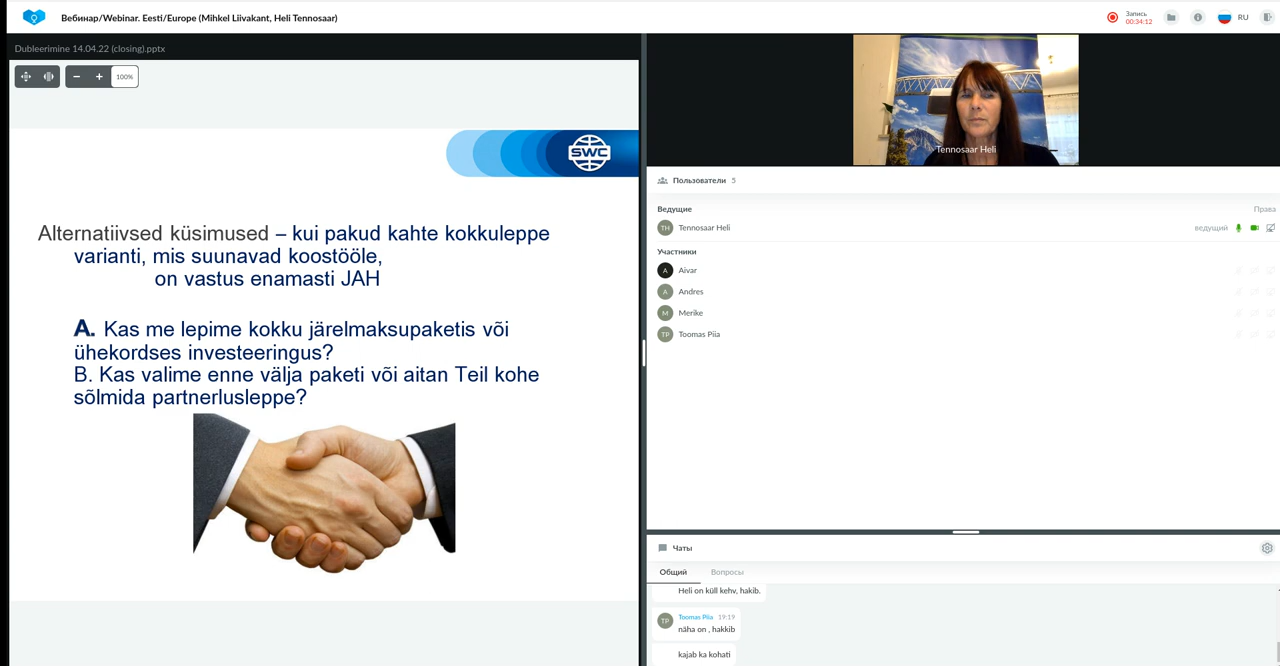 Вебинар/Webinar. Eesti/Europe (Mihkel Liivakant, Heli Tennosaar)
Запись
00:34:12
RU
Dubleerimine 14.04.22 (closing).pptx
100%
SWC
Alternatiivsed küsimused – kui pakud kahte kokkuleppe
varianti, mis suunavad koostööle,
on vastus enamasti JAH
A. Kas me lepime kokku järelmaksupaketis või
ühekordses investeeringus?
B. Kas valime enne välja paketi või aitan Teil kohe
sõlmida partnerlusleppe?
Tennosaar Heli
Пользователи 5
Ведущие Права
TH Tennosaar Heli ведущий
Участники
A Aivar
A Andres
M Merike
TP Toomas Piia
Чаты
Общий Вопросы
Heli on küll kehv, hakib.
TP Toomas Piia 19:19
näha on , hakkib
kajab ka kohati